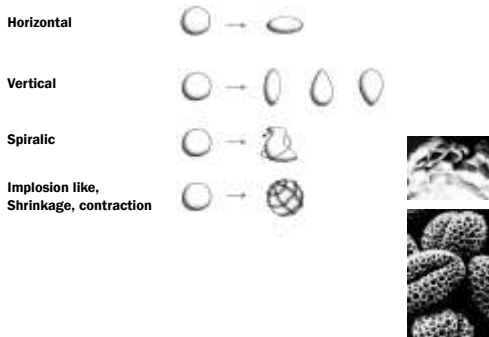 Horizontal
Vertical
Spiralic
Implosion like,
Shrinkage, contraction